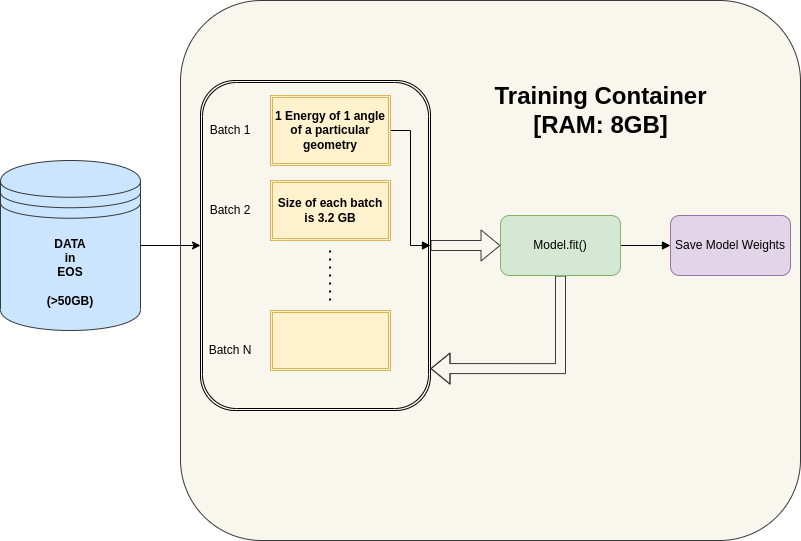 Training Container
[RAM: 8GB]
Batch 1
1 Energy of 1 angle
of a particular
geometry
Batch 2
Size of each batch
is 3.2 GB
DATA
in
EOS
(>50GB)
Model.fit()
Save Model Weights
Batch N